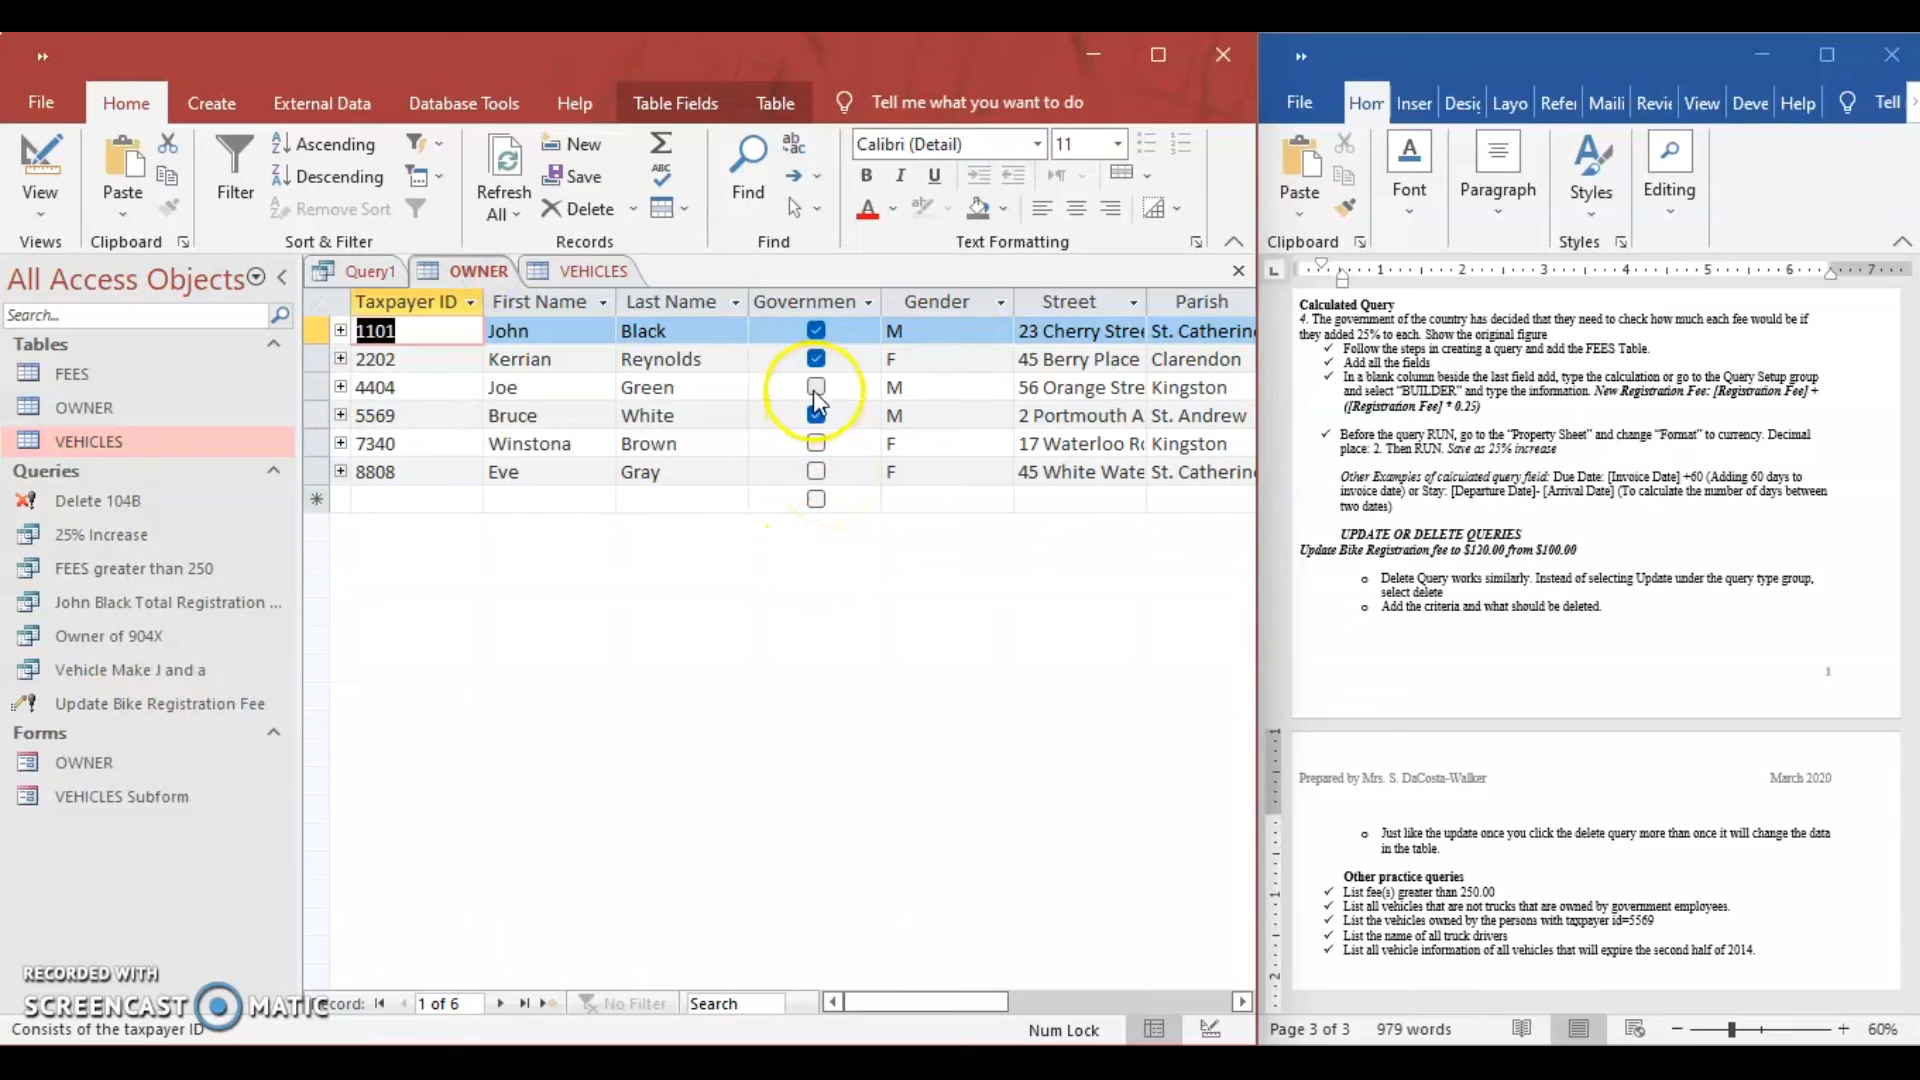 File
Home
Create
External Data
Database Tools
Help
Table Fields
Table
Tell me what you want to do
View
Views
Paste
Clipboard
Filter
Ascending
Descending
Remove Sort
Sort & Filter
Refresh
All
New
Save
Delete
Records
Find
Find
Calibri (Detail)
11
Text Formatting
All Access Objects
Search...
Tables
FEES
OWNER
VEHICLES
Queries
Delete 104B
25% Increase
FEES greater than 250
John Black Total Registration ...
Owner of 904X
Vehicle Make J and a
Update Bike Registration Fee
Forms
OWNER
VEHICLES Subform
RECORDED WITH
SCREENCAST MATIC
Consists of the taxpayer ID
Query1
OWNER
VEHICLES
Taxpayer ID First Name Last Name Governmen Gender Street Parish
1101 John Black M 23 Cherry Stree St. Catherine
2202 Kerrian Reynolds F 45 Berry Place Clarendon
4404 Joe Green M 56 Orange Stre Kingston
5569 Bruce White M 2 Portmouth A St. Andrew
7340 Winstona Brown F 17 Waterloo Ro Kingston
8808 Eve Gray F 45 White Wate St. Catherine
1 of 6
No Filter
Search
Num Lock
File
Hom
Inser
Desig
Layo
Refe
Maili
Revie
View
Deve
Help
Tell
Paste
Clipboard
Font
Paragraph
Styles
Styles
Editing
1 2 3 4 5 6 7
Calculated Query
4. The government of the country has decided that they need to check how much each fee would be if
they added 25% to each. Show the original figure
✓ Follow the steps in creating a query and add the FEES Table.
✓ Add all the fields
✓ In a blank column beside the last field add, type the calculation or go to the Query Setup group
and select “BUILDER” and type the information. New Registration Fee: [Registration Fee] +
([Registration Fee] * 0.25)
✓ Before the query RUN, go to the “Property Sheet” and change “Format” to currency. Decimal
place: 2. Then RUN. Save as 25% increase
Other Examples of calculated query field: Due Date: [Invoice Date] +60 (Adding 60 days to
invoice date) or Stay: [Departure Date]- [Arrival Date] (To calculate the number of days between
two dates)
UPDATE OR DELETE QUERIES
Update Bike Registration fee to $120.00 from $100.00
o Delete Query works similarly. Instead of selecting Update under the query type group,
select delete
o Add the criteria and what should be deleted.
1
Prepared by Mrs. S. DaCosta-Walker March 2020
o Just like the update once you click the delete query more than once it will change the data
in the table.
Other practice queries
✓ List fee(s) greater than 250.00
✓ List all vehicles that are not trucks that are owned by government employees.
✓ List the vehicles owned by the persons with taxpayer id=5569
✓ List the name of all truck drivers
✓ List all vehicle information of all vehicles that will expire the second half of 2014.
Page 3 of 3 979 words
60%